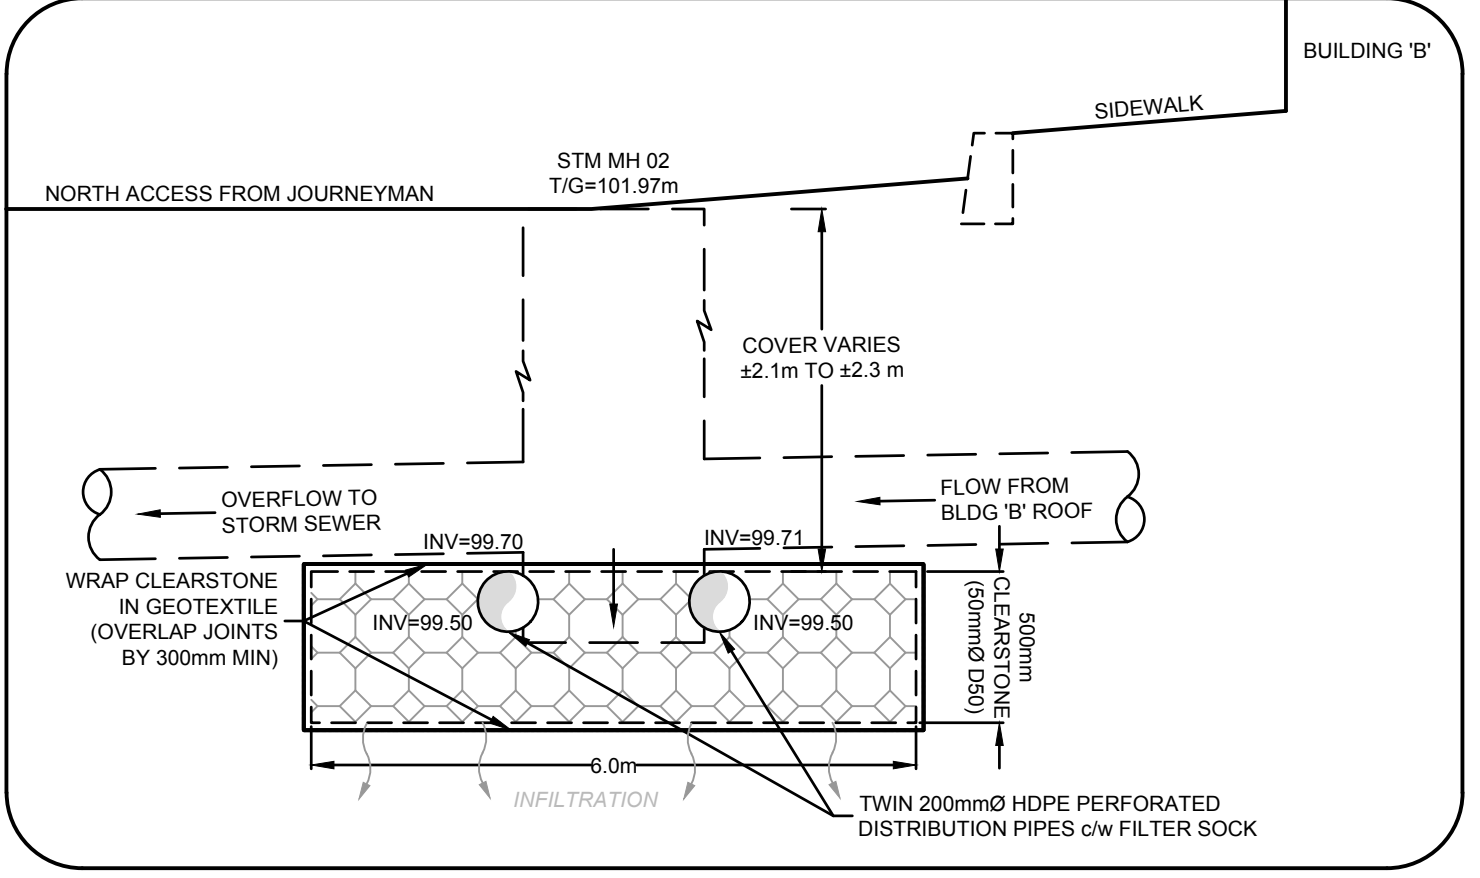 BUILDING 'B'
SIDEWALK
STM MH 02
T/G=101.97m
NORTH ACCESS FROM JOURNEYMAN
COVER VARIES
±2.1m TO ±2.3 m
OVERFLOW TO
STORM SEWER
FLOW FROM
BLDG 'B' ROOF
INV=99.70
INV=99.71
WRAP CLEARSTONE
IN GEOTEXTILE
(OVERLAP JOINTS
BY 300mm MIN)
INV=99.50
INV=99.50
500mm
CLEARSTONE
(50mmØ D50)
6.0m
INFILTRATION
TWIN 200mmØ HDPE PERFORATED
DISTRIBUTION PIPES c/w FILTER SOCK